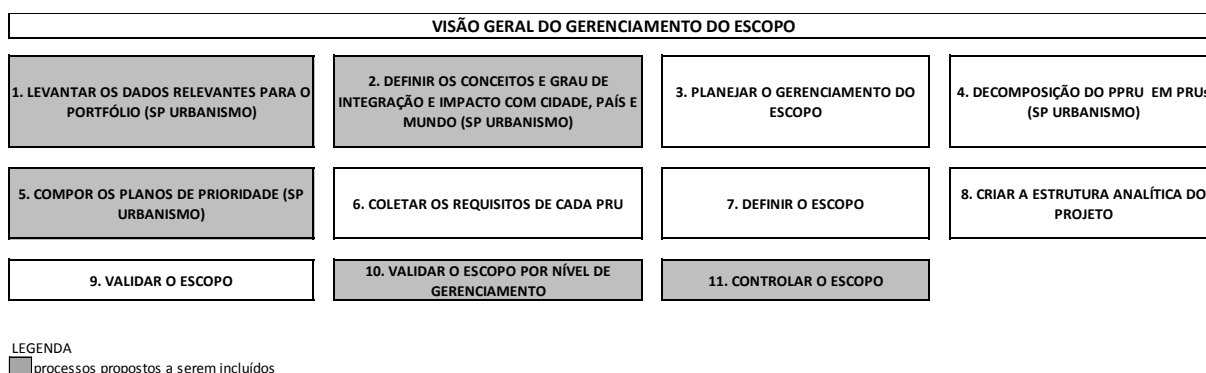 VISÃO GERAL DO GERENCIAMENTO DO ESCOPO
1. LEVANTAR OS DADOS RELEVANTES PARA O
PORTFÓLIO (SP URBANISMO)
2. DEFINIR OS CONCEITOS E GRAU DE
INTEGRAÇÃO E IMPACTO COM CIDADE, PAÍS E
MUNDO (SP URBANISMO)
3. PLANEJAR O GERENCIAMENTO DO
ESCOPO
4. DECOMPOSIÇÃO DO PPRU EM PRUs
(SP URBANISMO)
5. COMPOR OS PLANOS DE PRIORIDADE (SP
URBANISMO)
6. COLETAR OS REQUISITOS DE CADA PRU
7. DEFINIR O ESCOPO
8. CRIAR A ESTRUTURA ANALÍTICA DO
PROJETO
9. VALIDAR O ESCOPO
10. VALIDAR O ESCOPO POR NÍVEL DE
GERENCIAMENTO
11. CONTROLAR O ESCOPO
LEGENDA
processos propostos a serem incluídos